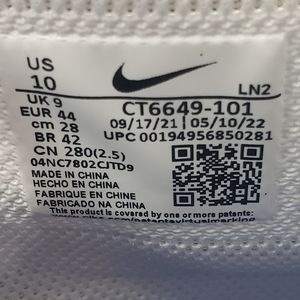 US
10
UK 9
EUR 44
cm 28
BR 42
CN 280(2.5)
04NC7802CJTD9
LN2
CT6649-101
09/17/21 | 05/10/22
UPC 00194956850281
MADE IN CHINA
HECHO EN CHINA
FABRIQUE EN CHINE
FABRICADO NA CHINA
This product is covered by one or more patents: